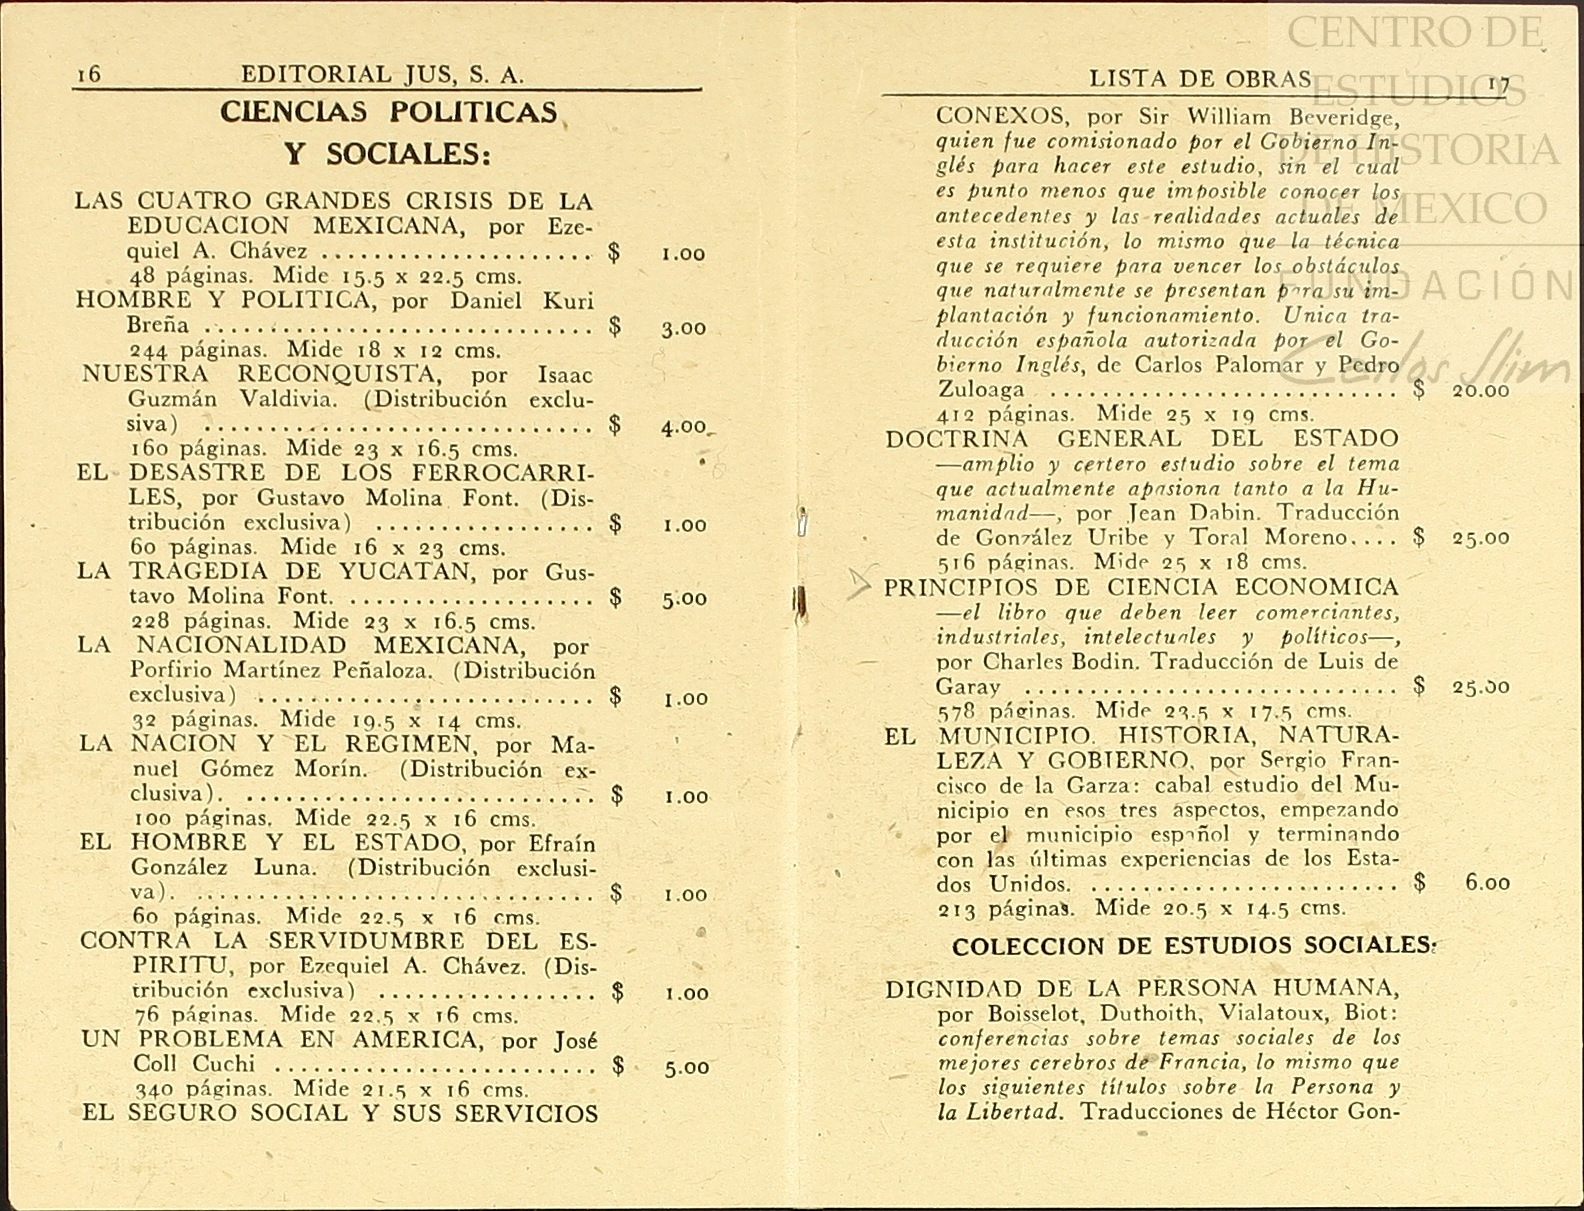 16 EDITORIAL JUS, S. A.
CIENCIAS POLITICAS
Y SOCIALES:
LAS CUATRO GRANDES CRISIS DE LA
EDUCACION MEXICANA, por Eze-
quiel A. Chávez ..................... $ 1.00
48 páginas. Mide 15.5 x 22.5 cms.
HOMBRE Y POLITICA, por Daniel Kuri
Breña .............................. $ 3.00
244 páginas. Mide 18 x 12 cms.
NUESTRA RECONQUISTA, por Isaac
Guzmán Valdivia. (Distribución exclu-
siva) .............................. $ 4.00
160 páginas. Mide 23 x 16.5 cms.
EL DESASTRE DE LOS FERROCARRI-
LES, por Gustavo Molina Font. (Dis-
tribución exclusiva) ................. $ 1.00
60 páginas. Mide 16 x 23 cms.
LA TRAGEDIA DE YUCATAN, por Gus-
tavo Molina Font. ................... $ 5.00
228 páginas. Mide 23 x 16.5 cms.
LA NACIONALIDAD MEXICANA, por
Porfirio Martínez Peñaloza. (Distribución
exclusiva) .......................... $ 1.00
32 páginas. Mide 19.5 x 14 cms.
LA NACION Y EL REGIMEN, por Ma-
nuel Gómez Morín. (Distribución ex-
clusiva). ........................... $ 1.00
100 páginas. Mide 22.5 x 16 cms.
EL HOMBRE Y EL ESTADO, por Efraín
González Luna. (Distribución exclusi-
va). ............................... $ 1.00
60 páginas. Mide 22.5 x 16 cms.
CONTRA LA SERVIDUMBRE DEL ES-
PIRITU, por Ezequiel A. Chávez. (Dis-
tribución exclusiva) ................. $ 1.00
76 páginas. Mide 22.5 x 16 cms.
UN PROBLEMA EN AMERICA, por José
Coll Cuchi ......................... $ 5.00
340 páginas. Mide 21.5 x 16 cms.
EL SEGURO SOCIAL Y SUS SERVICIOS
LISTA DE OBRAS 17
CONEXOS, por Sir William Beveridge,
quien fue comisionado por el Gobierno In-
glés para hacer este estudio, sin el cual
es punto menos que imposible conocer los
antecedentes y las realidades actuales de
esta institución, lo mismo que la técnica
que se requiere para vencer los obstáculos
que naturalmente se presentan para su im-
plantación y funcionamiento. Unica tra-
ducción española autorizada por el Go-
bierno Inglés, de Carlos Palomar y Pedro
Zuloaga ........................... $ 20.00
412 páginas. Mide 25 x 19 cms.
DOCTRINA GENERAL DEL ESTADO
—amplio y certero estudio sobre el tema
que actualmente apasiona tanto a la Hu-
manidad—, por Jean Dabin. Traducción
de González Uribe y Toral Moreno.... $ 25.00
516 páginas. Mide 25 x 18 cms.
PRINCIPIOS DE CIENCIA ECONOMICA
—el libro que deben leer comerciantes,
industriales, intelectuales y políticos—,
por Charles Bodin. Traducción de Luis de
Garay ............................. $ 25.00
578 páginas. Mide 23.5 x 17.5 cms.
EL MUNICIPIO. HISTORIA, NATURA-
LEZA Y GOBIERNO, por Sergio Fran-
cisco de la Garza: cabal estudio del Mu-
nicipio en esos tres aspectos, empezando
por el municipio español y terminando
con las últimas experiencias de los Esta-
dos Unidos. ........................ $ 6.00
213 páginas. Mide 20.5 x 14.5 cms.
COLECCION DE ESTUDIOS SOCIALES:
DIGNIDAD DE LA PERSONA HUMANA,
por Boisselot, Duthoith, Vialatoux, Biot:
conferencias sobre temas sociales de los
mejores cerebros de Francia, lo mismo que
los siguientes títulos sobre la Persona y
la Libertad. Traducciones de Héctor Gon-
CENTRO DE
ESTUDIOS
DE HISTORIA
DE MEXICO
FUNDACIÓN
Carlos Slim